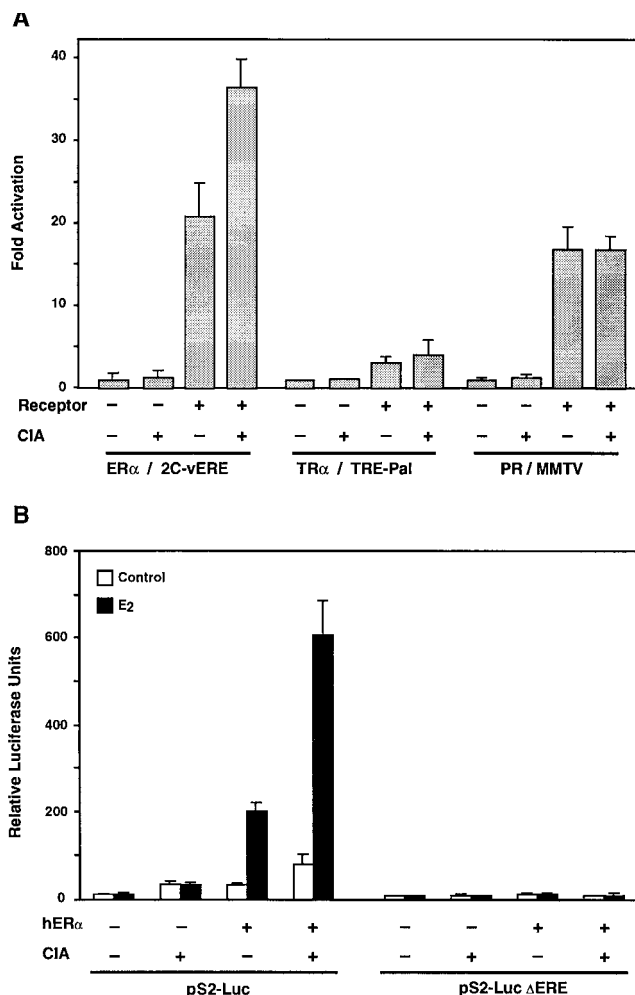 A
Fold Activation
40
30
20
10
0
Receptor − − + + − − + + − − + +
CIA − + − + − + − + − + − +
ERα / 2C-vERE TRα / TRE-Pal PR / MMTV
B
Relative Luciferase Units
800
600
400
200
0
Control
E2
hERα − − + + − − + +
CIA − + − + − + − +
pS2-Luc pS2-Luc ΔERE